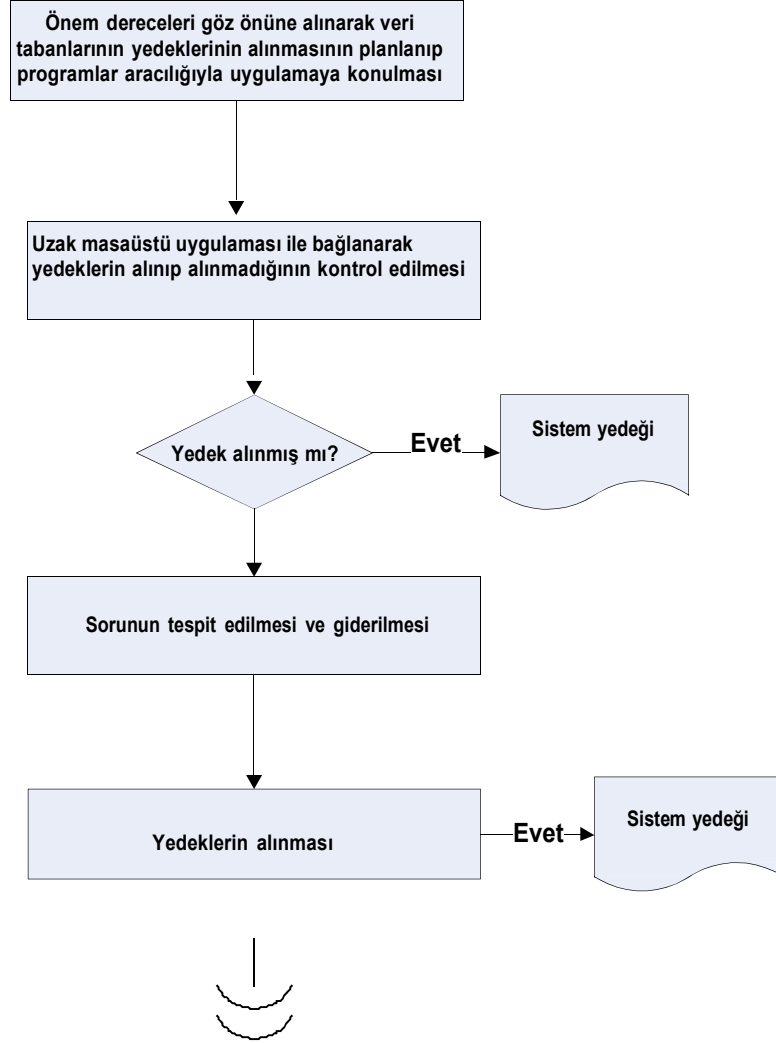 Önem dereceleri göz önüne alınarak veri
tabanlarının yedeklerinin alınmasının planlanıp
programlar aracılığıyla uygulamaya konulması
Uzak masaüstü uygulaması ile bağlanarak
yedeklerin alınıp alınmadığının kontrol edilmesi
Yedek alınmış mı?
Evet
Sistem yedeği
Sorunun tespit edilmesi ve giderilmesi
Yedeklerin alınması
Evet
Sistem yedeği